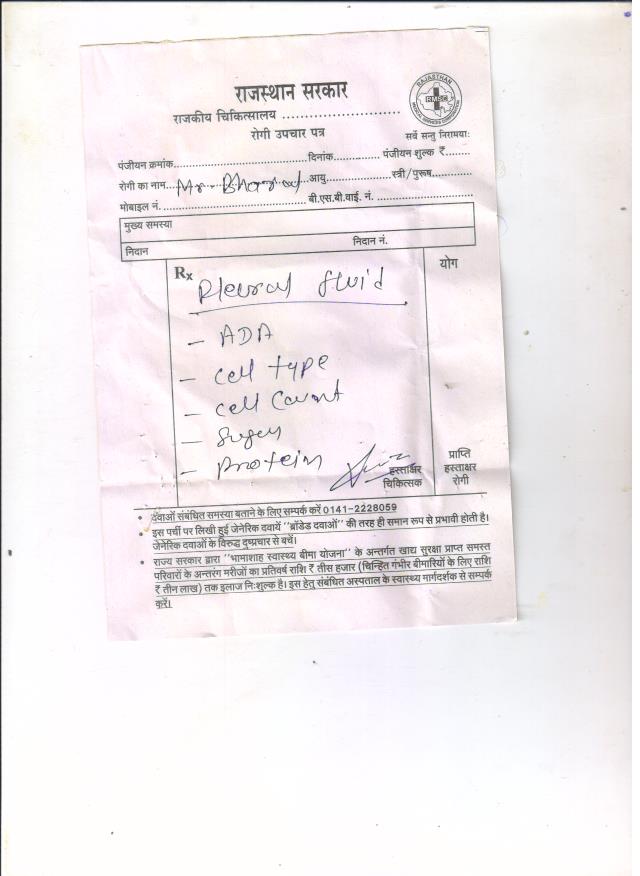 राजस्थान सरकार
राजकीय चिकित्सालय ..........................
रोगी उपचार पत्र
RAJASTHAN
RMSC
सर्वे सन्तु निरामयाः
पंजीयन क्रमांक................................दिनांक............... पंजीयन शुल्क ₹.......
रोगी का नाम...Mr. ...आयु...............स्त्री/पुरूष............
मोबाइल नं. .................................. बी.एस.बी.वाई. नं. ......................
मुख्य समस्या
निदान निदान नं.
Rx योग
Pleural fluid
- ADA
- Cell type
- Cell Count
- Sugar
- Protein
हस्ताक्षर
चिकित्सक
प्राप्ति
हस्ताक्षर
रोगी
• दवाओं संबंधित समस्या बताने के लिए सम्पर्क करें 0141-2228059
• इस पर्ची पर लिखी हुई जेनेरिक दवायें "ब्रॉंडेड दवाओं" की तरह ही समान रूप से प्रभावी होती है।
जेनेरिक दवाओं के विरुद्ध दुष्प्रचार से बचें।
• राज्य सरकार द्वारा "भामाशाह स्वास्थ्य बीमा योजना" के अन्तर्गत खाद्य सुरक्षा प्राप्त समस्त
परिवारों के अन्तरंग मरीजों का प्रतिवर्ष राशि ₹ तीस हजार (चिन्हित गंभीर बीमारियों के लिए राशि
₹ तीन लाख) तक इलाज निःशुल्क है। इस हेतु संबंधित अस्पताल के स्वास्थ्य मार्गदर्शक से सम्पर्क
करें।